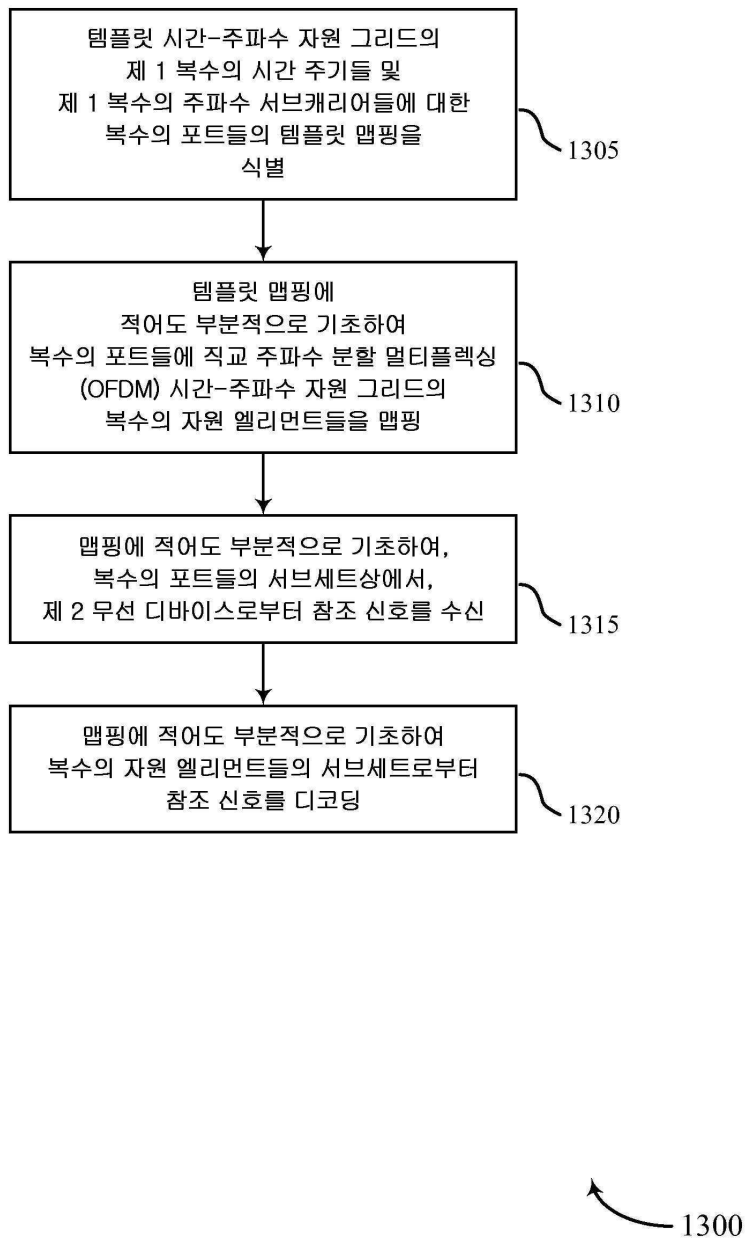 템플릿 시간-주파수 자원 그리드의
제 1 복수의 시간 주기들 및
제 1 복수의 주파수 서브캐리어들에 대한
복수의 포트들의 템플릿 맵핑을
식별
1305
템플릿 맵핑에
적어도 부분적으로 기초하여
복수의 포트들에 직교 주파수 분할 멀티플렉싱
(OFDM) 시간-주파수 자원 그리드의
복수의 자원 엘리먼트들을 맵핑
1310
맵핑에 적어도 부분적으로 기초하여,
복수의 포트들의 서브세트상에서,
제 2 무선 디바이스로부터 참조 신호를 수신
1315
맵핑에 적어도 부분적으로 기초하여
복수의 자원 엘리먼트들의 서브세트로부터
참조 신호를 디코딩
1320
1300